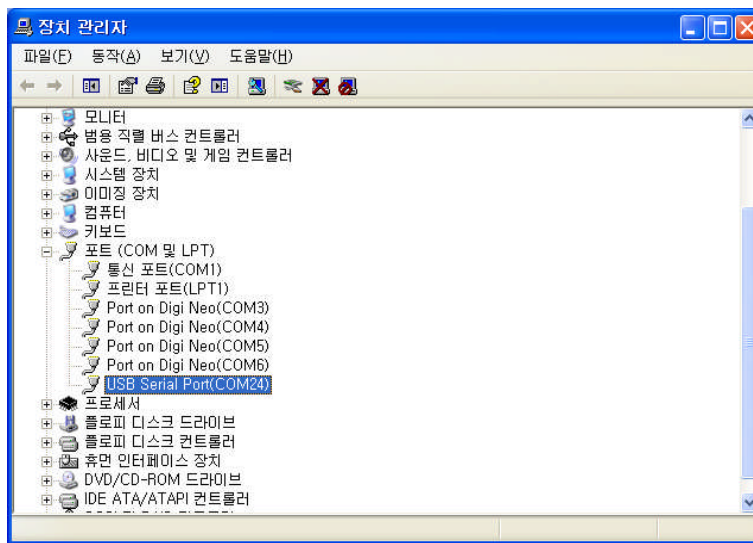 장치 관리자
파일(F) 동작(A) 보기(V) 도움말(H)
모니터
범용 직렬 버스 컨트롤러
사운드, 비디오 및 게임 컨트롤러
시스템 장치
이미징 장치
컴퓨터
키보드
포트 (COM 및 LPT)
통신 포트(COM1)
프린터 포트(LPT1)
Port on Digi Neo(COM3)
Port on Digi Neo(COM4)
Port on Digi Neo(COM5)
Port on Digi Neo(COM6)
USB Serial Port(COM24)
프로세서
플로피 디스크 드라이브
플로피 디스크 컨트롤러
휴먼 인터페이스 장치
DVD/CD-ROM 드라이브
IDE ATA/ATAPI 컨트롤러